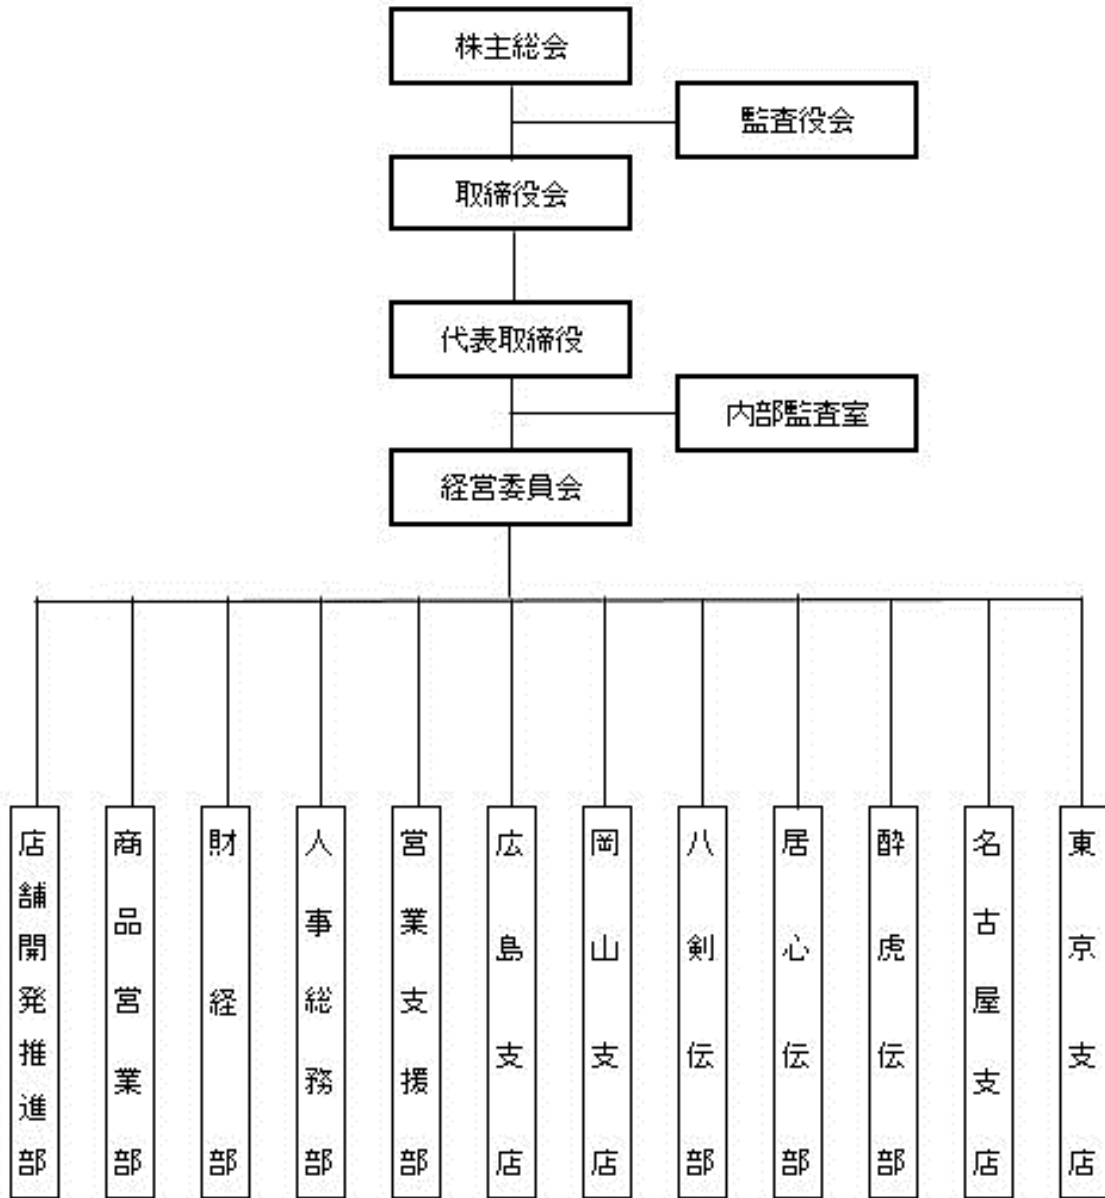 株主総会
監査役会
取締役会
代表取締役
内部監査室
経営委員会
店舗開発推進部
商品営業部
財経部
人事総務部
営業支援部
広島支店
岡山支店
八剣伝部
居心伝部
酔虎伝部
名古屋支店
東京支店